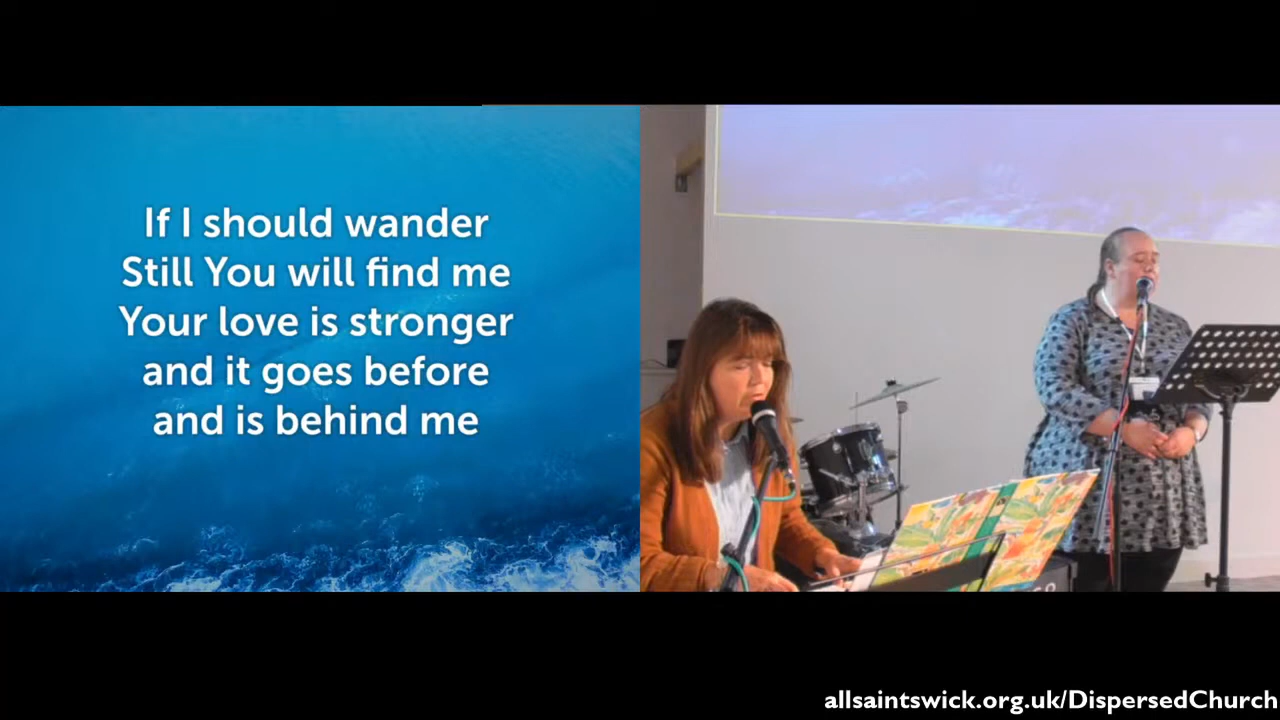 If I should wander
Still You will find me
Your love is stronger
and it goes before
and is behind me
allsaintswick.org.uk/DispersedChurch